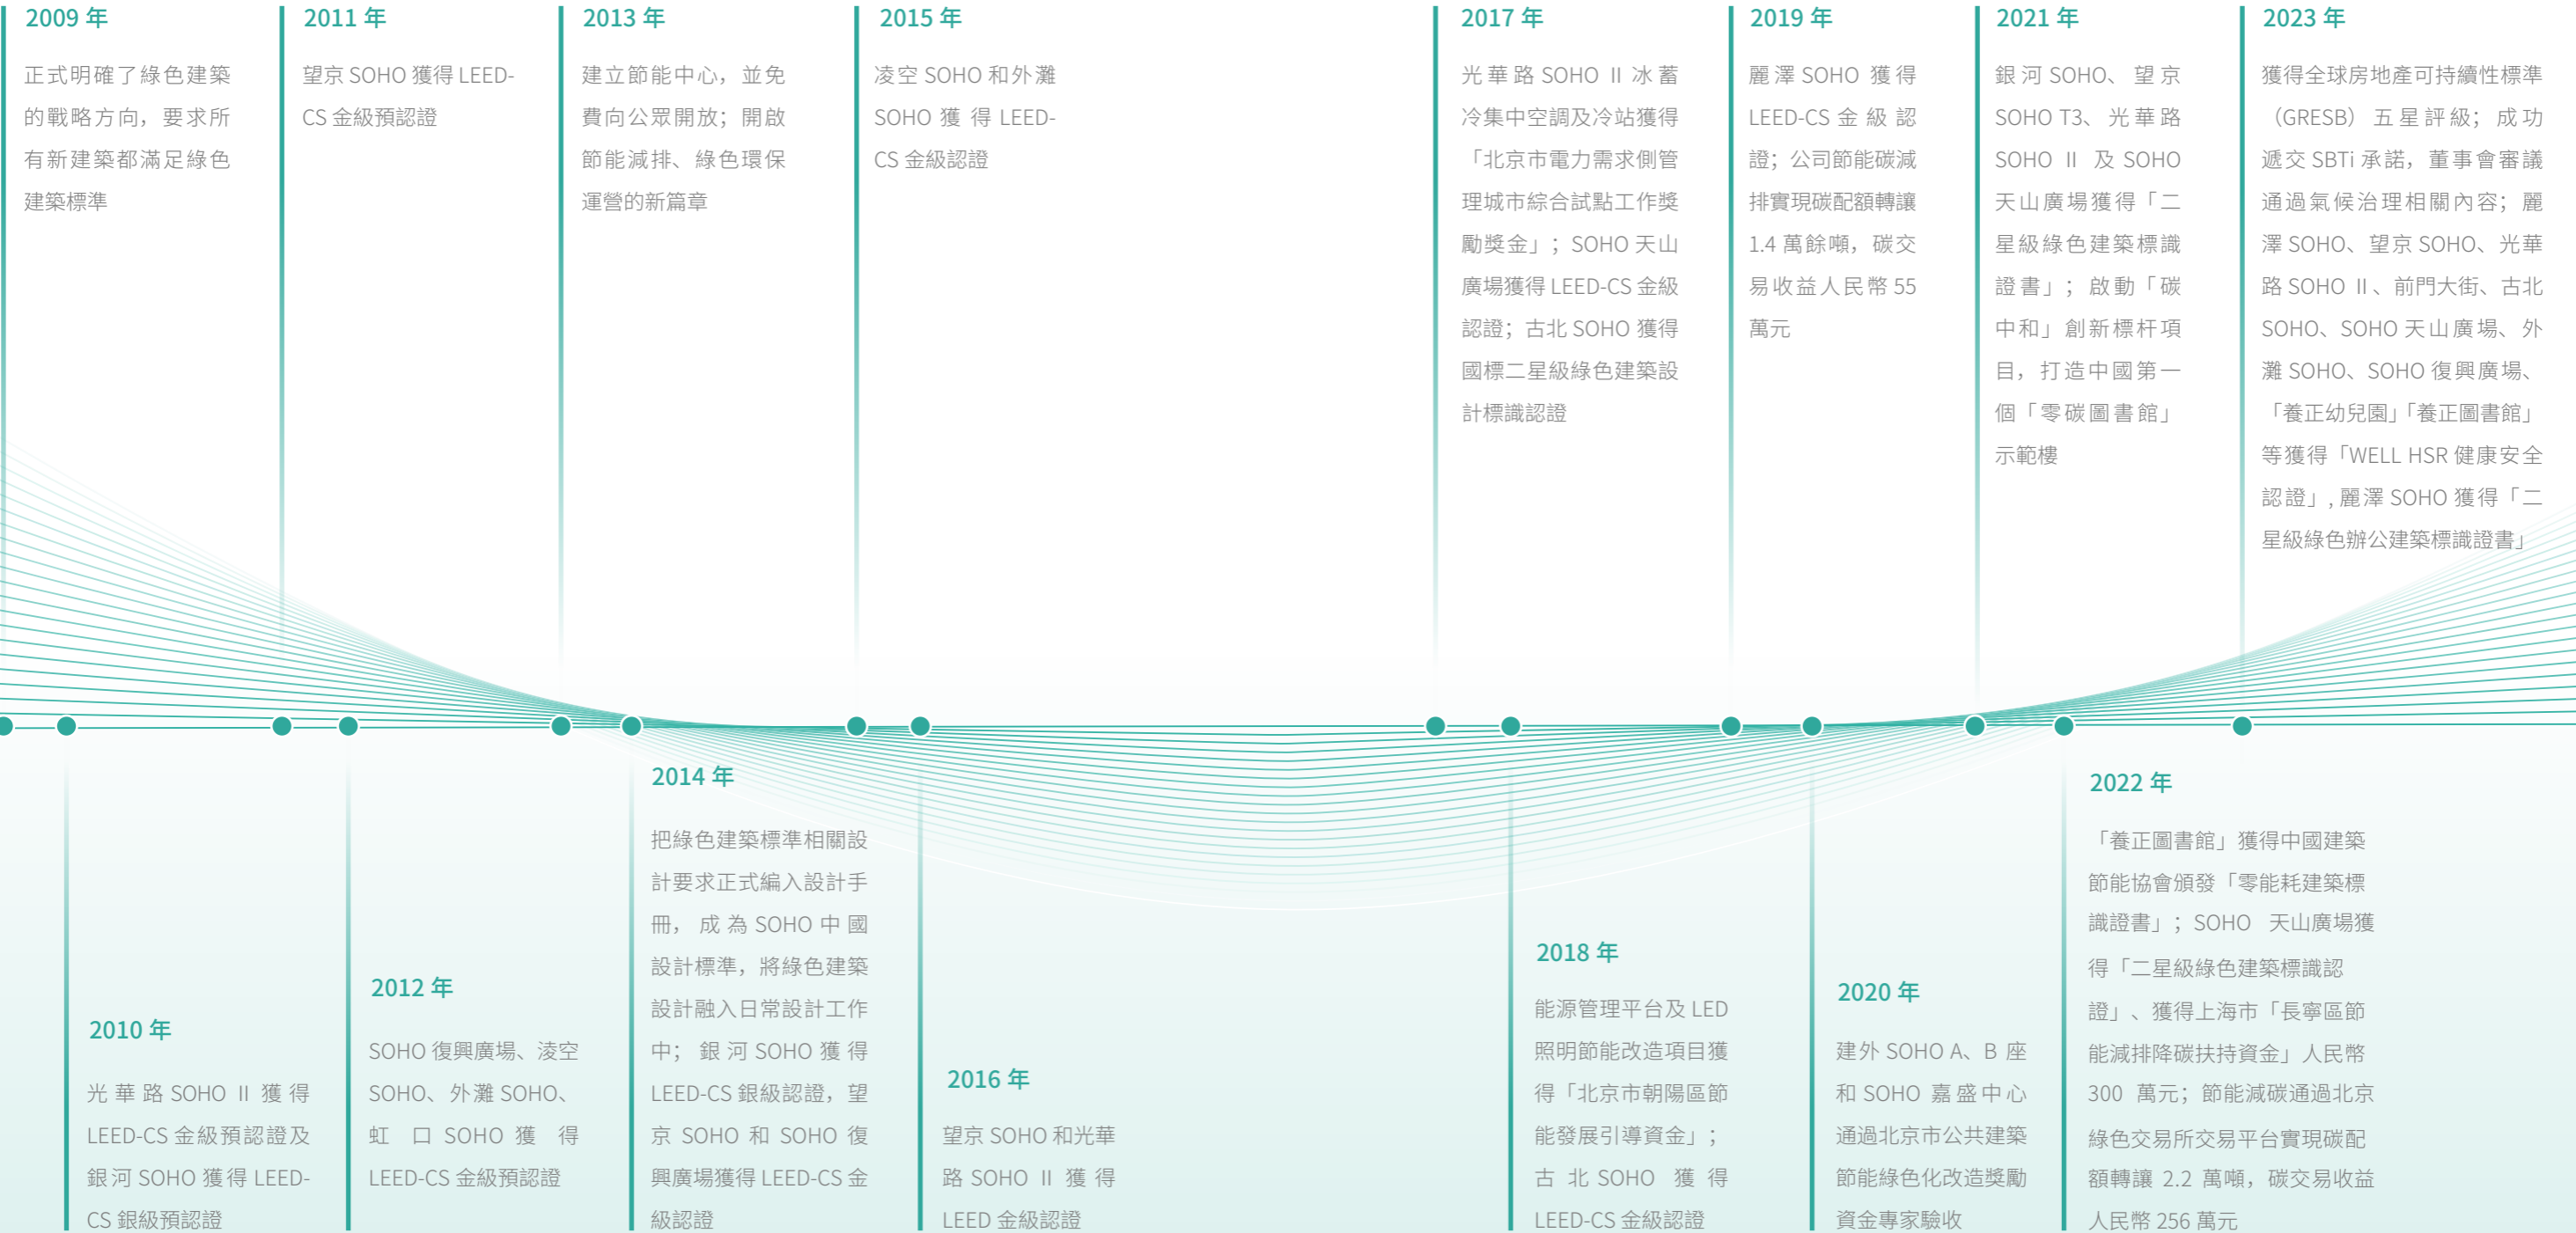 2009 年
正式明確了綠色建築
的戰略方向，要求所
有新建築都滿足綠色
建築標準
2011 年
望京 SOHO 獲得 LEED-
CS 金級預認證
2013 年
建立節能中心，並免
費向公眾開放；開啟
節能減排、綠色環保
運營的新篇章
2015 年
凌空 SOHO 和外灘
SOHO 獲 得 LEED-
CS 金級認證
2017 年
光華路 SOHO II 冰蓄
冷集中空調及冷站獲得
「北京市電力需求側管
理城市綜合試點工作獎
勵獎金」；SOHO 天山
廣場獲得 LEED-CS 金級
認證；古北 SOHO 獲得
國標二星級綠色建築設
計標識認證
2019 年
麗澤 SOHO 獲得
LEED-CS 金級認
證；公司節能碳減
排實現碳配額轉讓
1.4 萬餘噸，碳交
易收益人民幣 55
萬元
2021 年
銀河 SOHO、望京
SOHO T3、光華路
SOHO II 及 SOHO
天山廣場獲得「二
星級綠色建築標識
證書」；啟動「碳
中和」創新標杆項
目，打造中國第一
個「零碳圖書館」
示範樓
2023 年
獲得全球房地產可持續性標準
（GRESB）五星評級；成功
遞交 SBTi 承諾，董事會審議
通過氣候治理相關內容；麗
澤 SOHO、望京 SOHO、光華
路 SOHO II、前門大街、古北
SOHO、SOHO 天山廣場、外
灘 SOHO、SOHO 復興廣場、
「養正幼兒園」「養正圖書館」
等獲得「WELL HSR 健康安全
認證」, 麗澤 SOHO 獲得「二
星級綠色辦公建築標識證書」
2010 年
光華路 SOHO II 獲得
LEED-CS 金級預認證及
銀河 SOHO 獲得 LEED-
CS 銀級預認證
2012 年
SOHO 復興廣場、淩空
SOHO、外灘 SOHO、
虹口 SOHO 獲得
LEED-CS 金級預認證
2014 年
把綠色建築標準相關設
計要求正式編入設計手
冊，成為 SOHO 中國
設計標準，將綠色建築
設計融入日常設計工作
中；銀河 SOHO 獲得
LEED-CS 銀級認證，望
京 SOHO 和 SOHO 復
興廣場獲得 LEED-CS 金
級認證
2016 年
望京 SOHO 和光華
路 SOHO II 獲得
LEED 金級認證
2018 年
能源管理平台及 LED
照明節能改造項目獲
得「北京市朝陽區節
能發展引導資金」；
古北 SOHO 獲得
LEED-CS 金級認證
2020 年
建外 SOHO A、B 座
和 SOHO 嘉盛中心
通過北京市公共建築
節能綠色化改造獎勵
資金專家驗收
2022 年
「養正圖書館」獲得中國建築
節能協會頒發「零能耗建築標
識證書」；SOHO 天山廣場獲
得「二星級綠色建築標識認
證」、獲得上海市「長寧區節
能減排降碳扶持資金」人民幣
300 萬元；節能減碳通過北京
綠色交易所交易平台實現碳配
額轉讓 2.2 萬噸，碳交易收益
人民幣 256 萬元